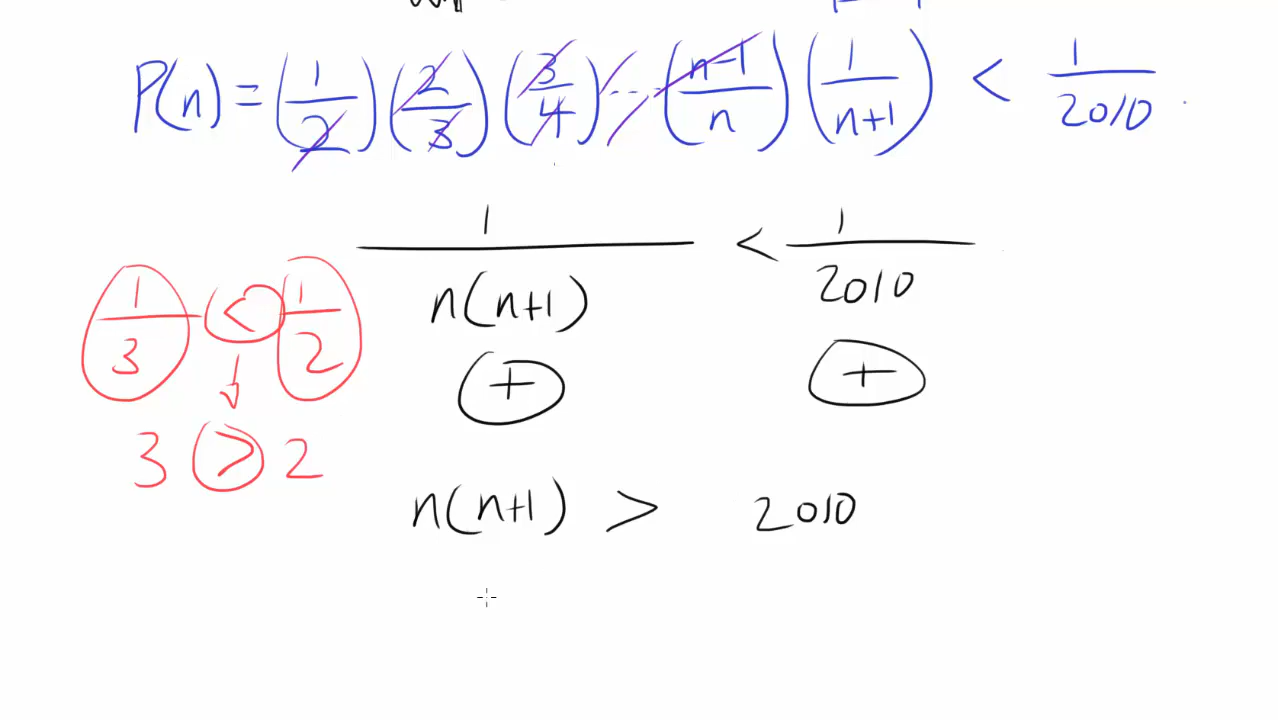 P(n) = (1/2)(2/3)(3/4)...((n-1)/n)(1/(n+1)) < 1/2010
1/(n(n+1)) < 1/2010
1/3 < 1/2
+ +
3 > 2
n(n+1) > 2010